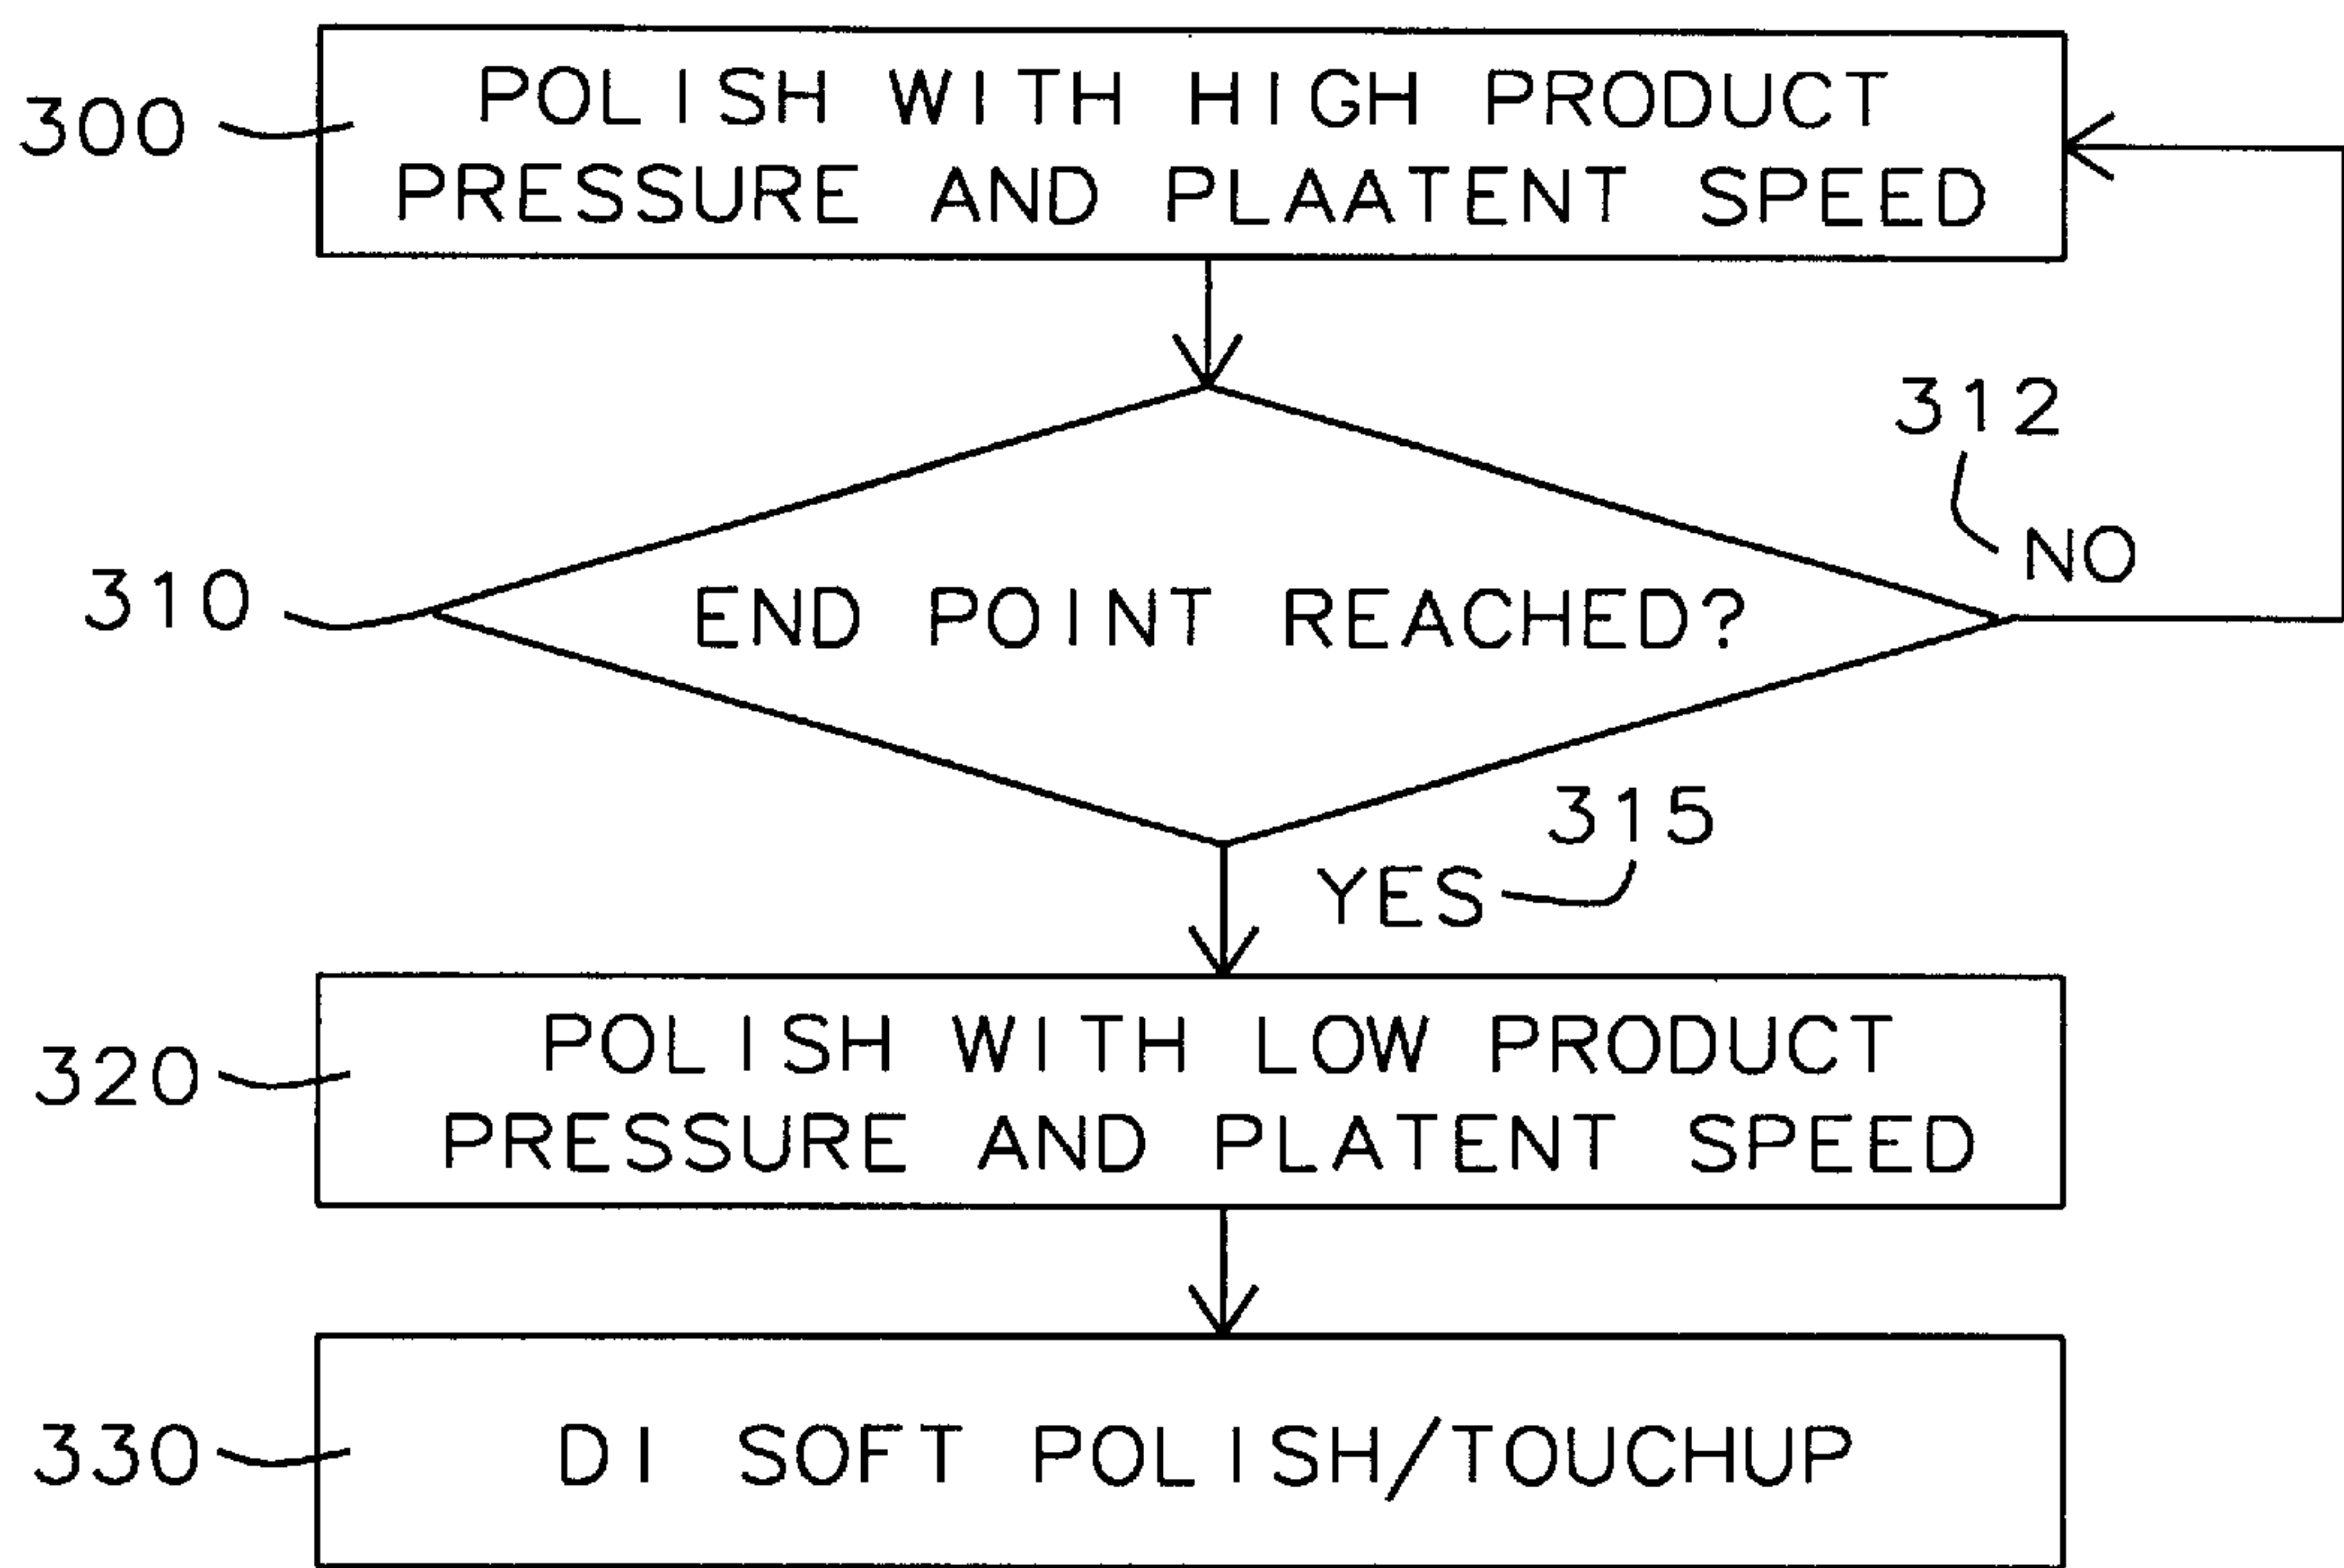 300
POLISH WITH HIGH PRODUCT
PRESSURE AND PLAATENT SPEED
312
NO
310
END POINT REACHED?
315
YES
320
POLISH WITH LOW PRODUCT
PRESSURE AND PLATENT SPEED
330
DI SOFT POLISH/TOUCHUP